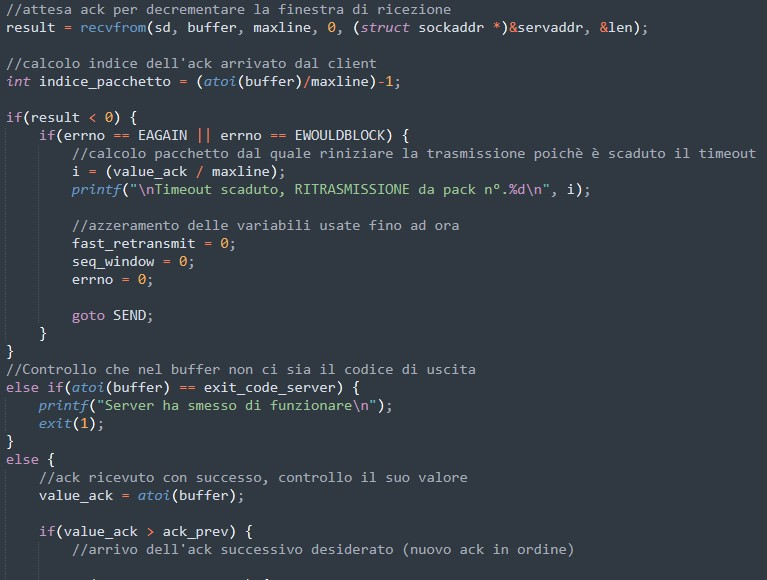 //attesa ack per decrementare la finestra di ricezione
result = recvfrom(sd, buffer, maxline, 0, (struct sockaddr *)&servaddr, &len);
//calcolo indice dell'ack arrivato dal client
int indice_pacchetto = (atoi(buffer)/maxline)-1;
if(result < 0) {
if(errno == EAGAIN || errno == EWOULDBLOCK) {
//calcolo pacchetto dal quale riniziare la trasmissione poichè è scaduto il timeout
i = (value_ack / maxline);
printf("\nTimeout scaduto, RITRASMISSIONE da pack n°.%d\n", i);
//azzeramento delle variabili usate fino ad ora
fast_retransmit = 0;
seq_window = 0;
errno = 0;
goto SEND;
}
}
//Controllo che nel buffer non ci sia il codice di uscita
else if(atoi(buffer) == exit_code_server) {
printf("Server ha smesso di funzionare\n");
exit(1);
}
else {
//ack ricevuto con successo, controllo il suo valore
value_ack = atoi(buffer);
if(value_ack > ack_prev) {
//arrivo dell'ack successivo desiderato (nuovo ack in ordine)